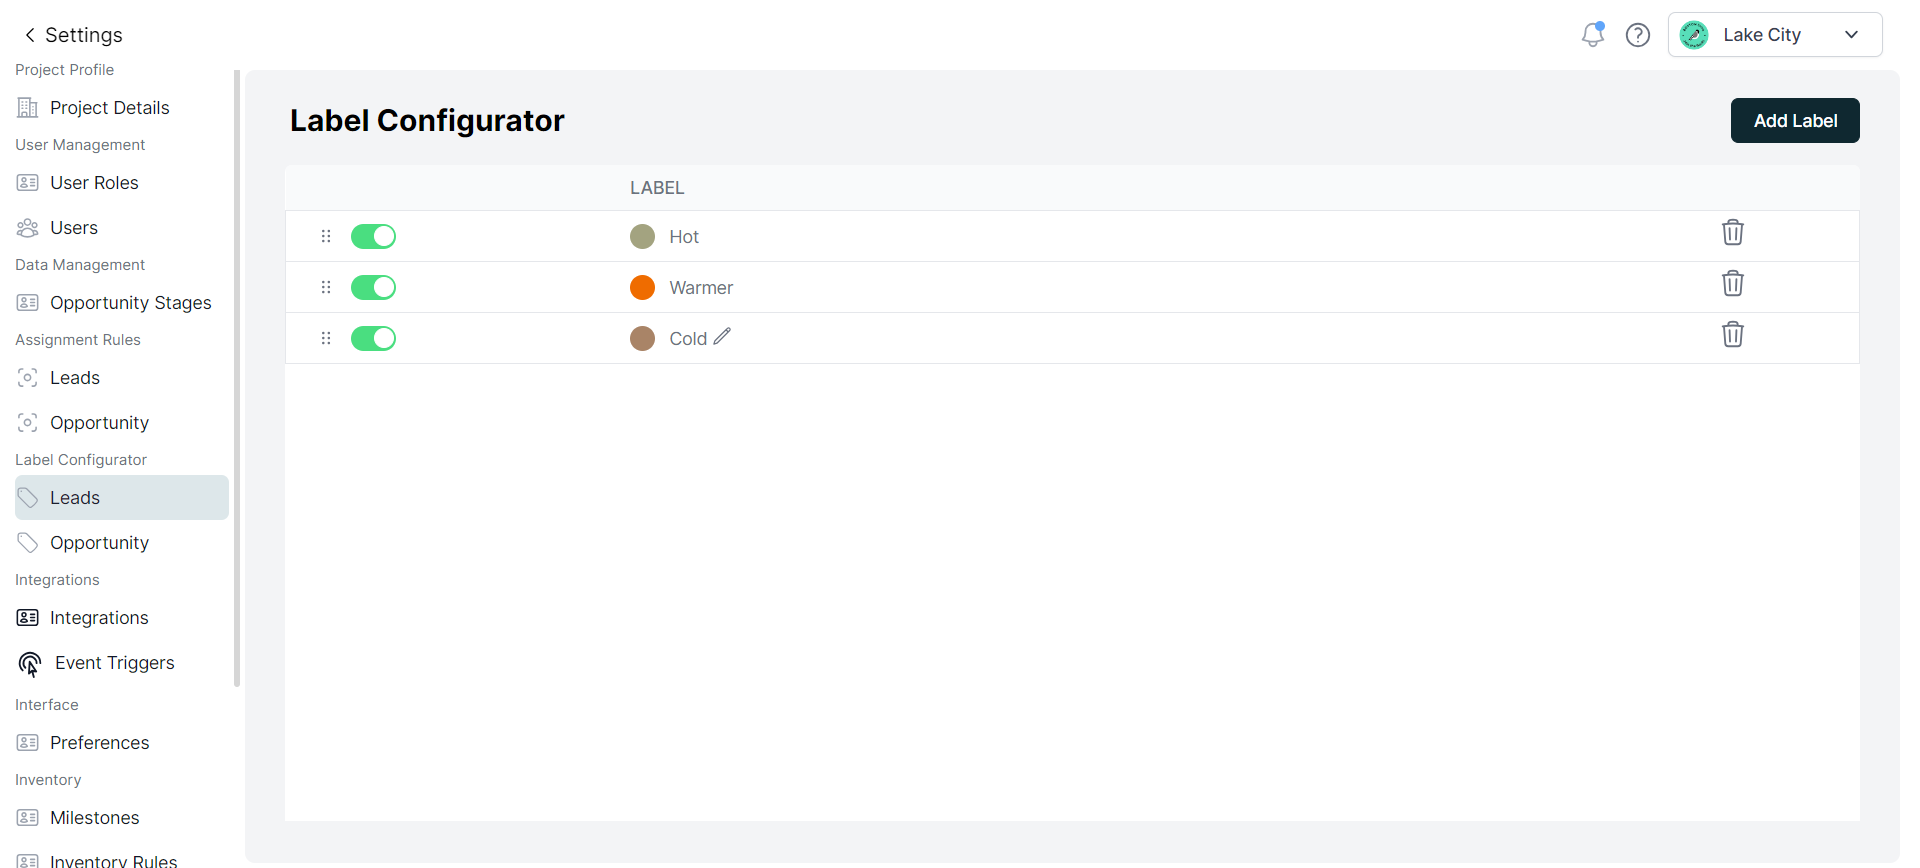 Settings
Lake City
Project Profile
Project Details
User Management
User Roles
Users
Data Management
Opportunity Stages
Assignment Rules
Leads
Opportunity
Label Configurator
Leads
Opportunity
Integrations
Integrations
Event Triggers
Interface
Preferences
Inventory
Milestones
Inventory Rules
Label Configurator
Add Label
LABEL
Hot
Warmer
Cold